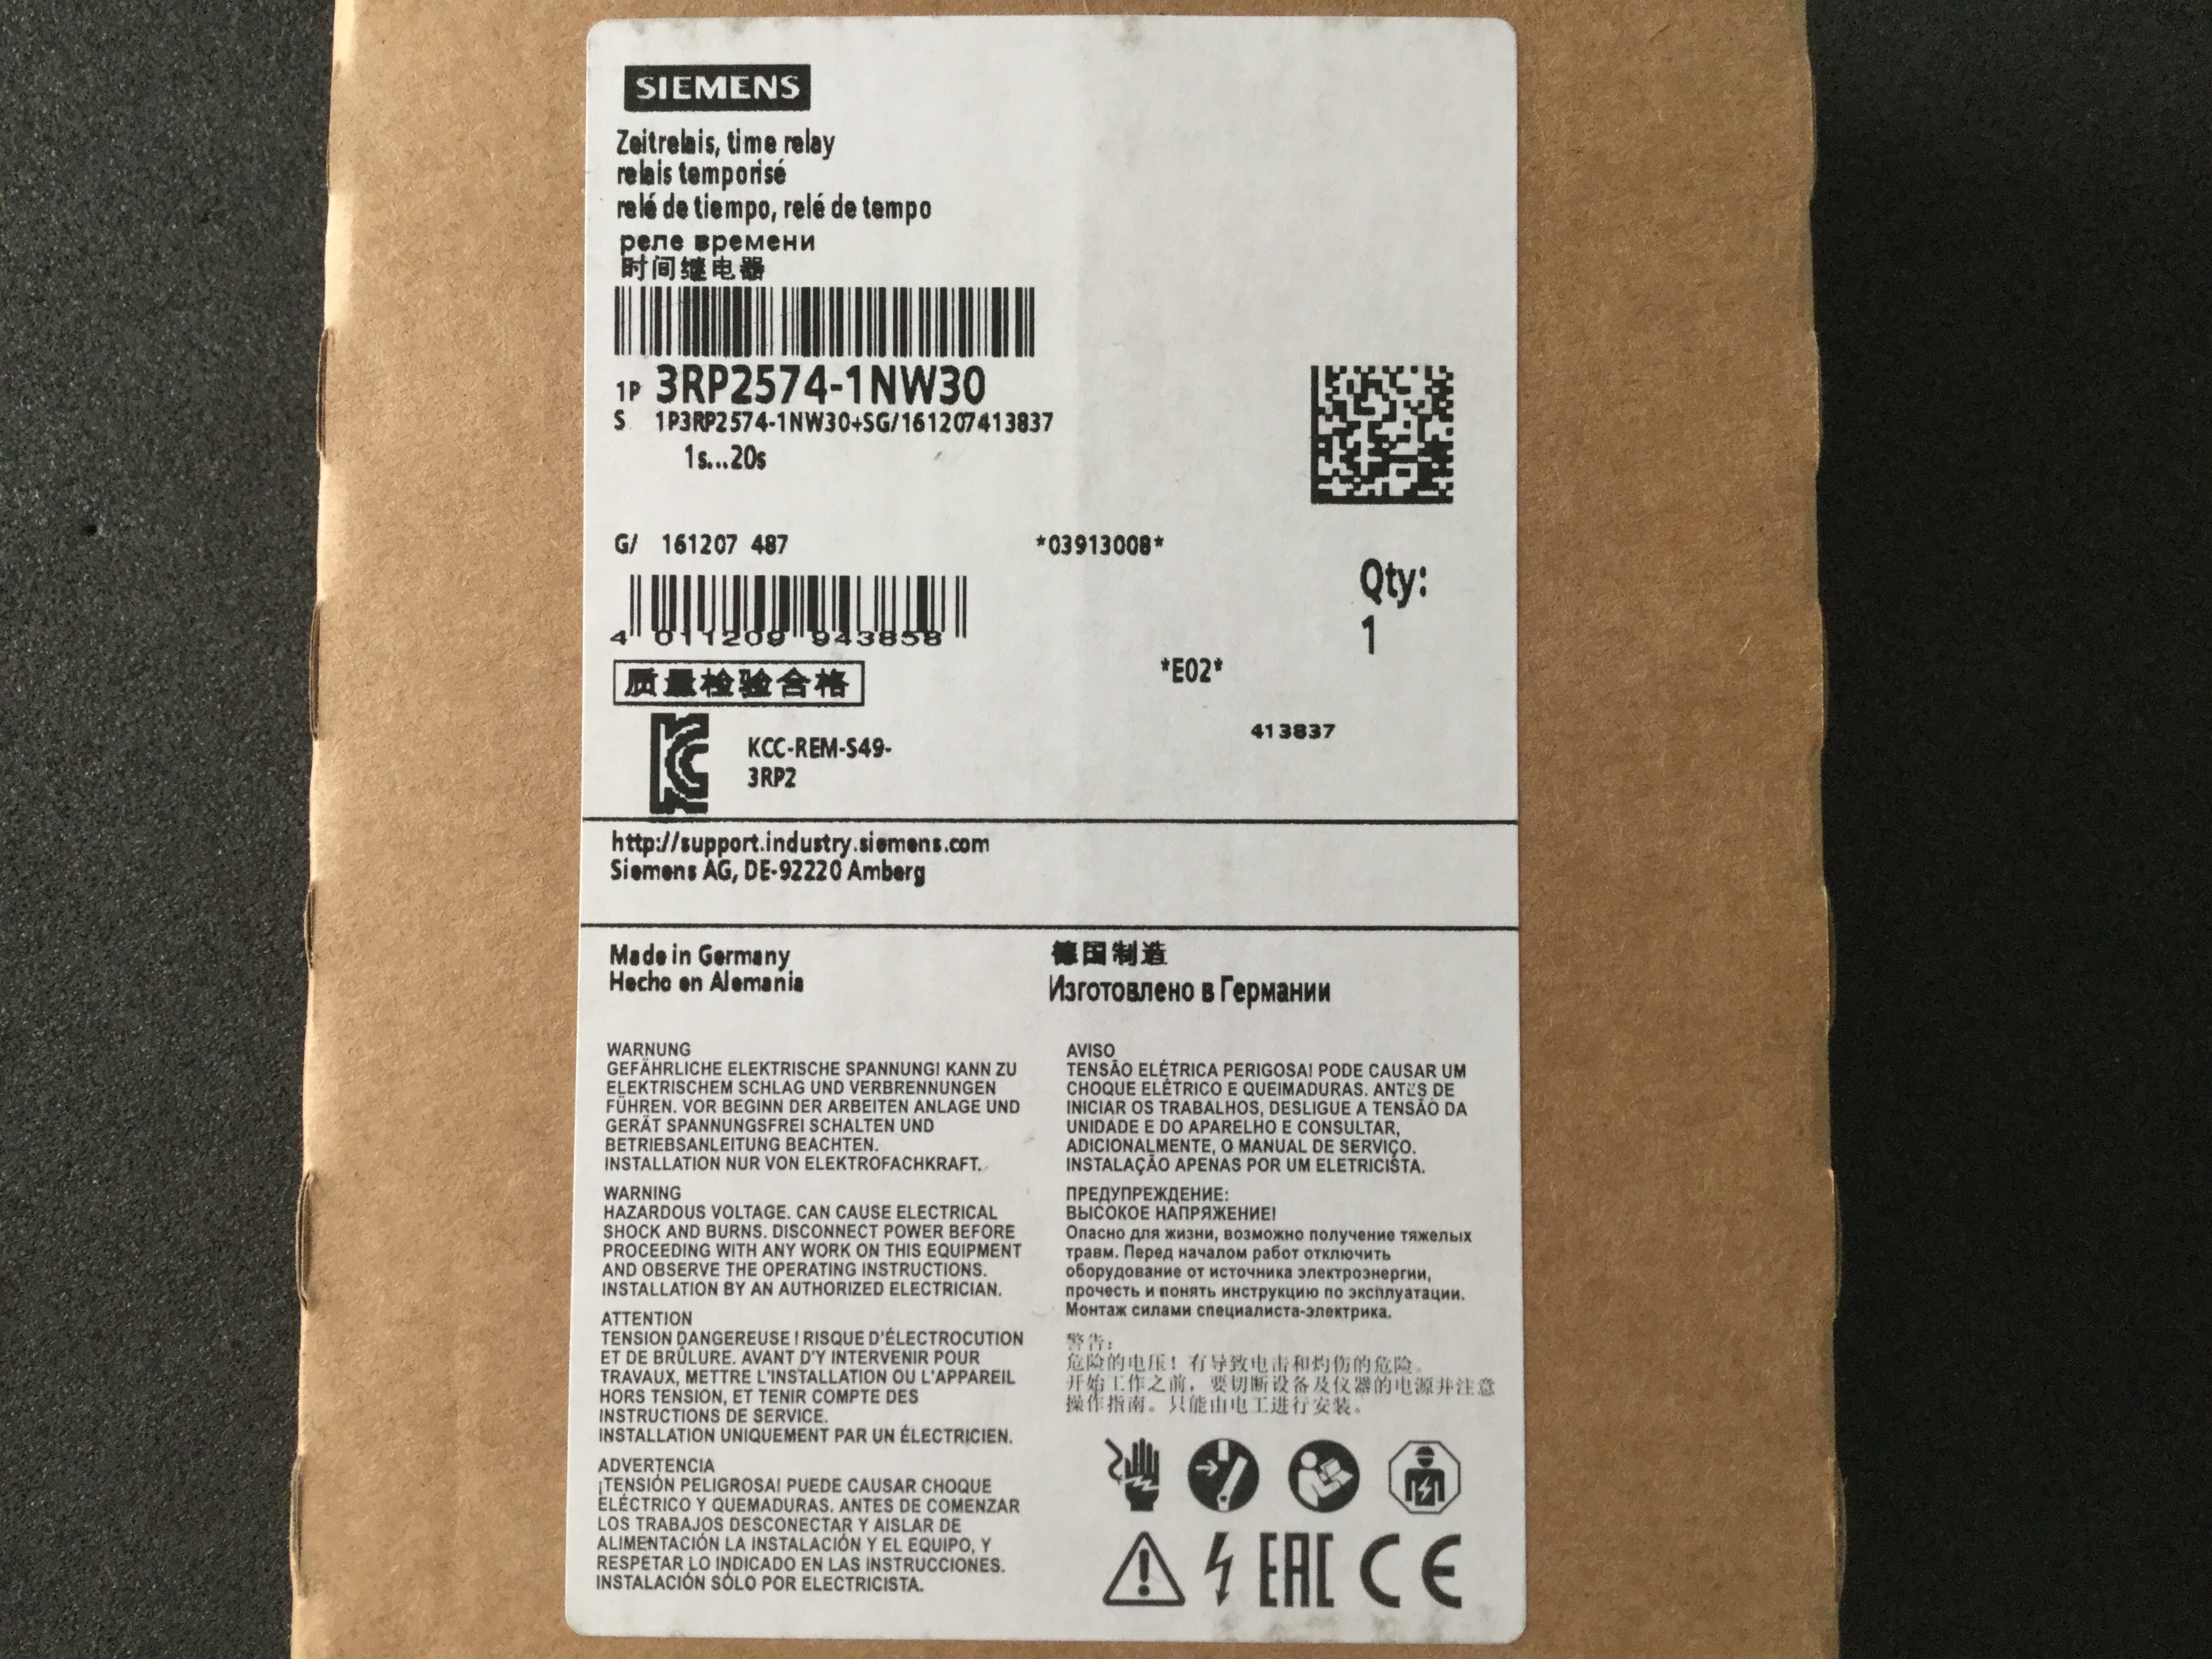 SIEMENS
Zeitrelais, time relay
relais temporisé
relé de tiempo, relé de tempo
реле времени
时间继电器
1P 3RP2574-1NW30
S 1P3RP2574-1NW30+SG/161207413837
1s...20s
G/ 161207 487
*03913008*
Qty:
1
4 011209 943858
*E02*
质量检验合格
413837
KCC-REM-S49-
3RP2
http://support.industry.siemens.com
Siemens AG, DE-92220 Amberg
Made in Germany
Hecho en Alemania
德国制造
Изготовлено в Германии
WARNUNG
GEFÄHRLICHE ELEKTRISCHE SPANNUNG! KANN ZU
ELEKTRISCHEM SCHLAG UND VERBRENNUNGEN
FÜHREN. VOR BEGINN DER ARBEITEN ANLAGE UND
GERÄT SPANNUNGSFREI SCHALTEN UND
BETRIEBSANLEITUNG BEACHTEN.
INSTALLATION NUR VON ELEKTROFACHKRAFT.
WARNING
HAZARDOUS VOLTAGE. CAN CAUSE ELECTRICAL
SHOCK AND BURNS. DISCONNECT POWER BEFORE
PROCEEDING WITH ANY WORK ON THIS EQUIPMENT
AND OBSERVE THE OPERATING INSTRUCTIONS.
INSTALLATION BY AN AUTHORIZED ELECTRICIAN.
ATTENTION
TENSION DANGEREUSE ! RISQUE D'ÉLECTROCUTION
ET DE BRÛLURE. AVANT D'Y INTERVENIR POUR
TRAVAUX, METTRE L'INSTALLATION OU L'APPAREIL
HORS TENSION, ET TENIR COMPTE DES
INSTRUCTIONS DE SERVICE.
INSTALLATION UNIQUEMENT PAR UN ÉLECTRICIEN.
ADVERTENCIA
¡TENSIÓN PELIGROSA! PUEDE CAUSAR CHOQUE
ELÉCTRICO Y QUEMADURAS. ANTES DE COMENZAR
LOS TRABAJOS DESCONECTAR Y AISLAR DE
ALIMENTACIÓN LA INSTALACIÓN Y EL EQUIPO, Y
RESPETAR LO INDICADO EN LAS INSTRUCCIONES.
INSTALACIÓN SÓLO POR ELECTRICISTA.
AVISO
TENSÃO ELÉTRICA PERIGOSA! PODE CAUSAR UM
CHOQUE ELÉTRICO E QUEIMADURAS. ANTES DE
INICIAR OS TRABALHOS, DESLIGUE A TENSÃO DA
UNIDADE E DO APARELHO E CONSULTAR,
ADICIONALMENTE, O MANUAL DE SERVIÇO.
INSTALAÇÃO APENAS POR UM ELETRICISTA.
ПРЕДУПРЕЖДЕНИЕ:
ВЫСОКОЕ НАПРЯЖЕНИЕ!
Опасно для жизни, возможно получение тяжелых
травм. Перед началом работ отключить
оборудование от источника электроэнергии,
прочесть и понять инструкцию по эксплуатации.
Монтаж силами специалиста-электрика.
警告:
危险的电压! 有导致电击和灼伤的危险。
开始工作之前, 要切断设备及仪器的电源并注意
操作指南。只能由电工进行安装。
EAC CE